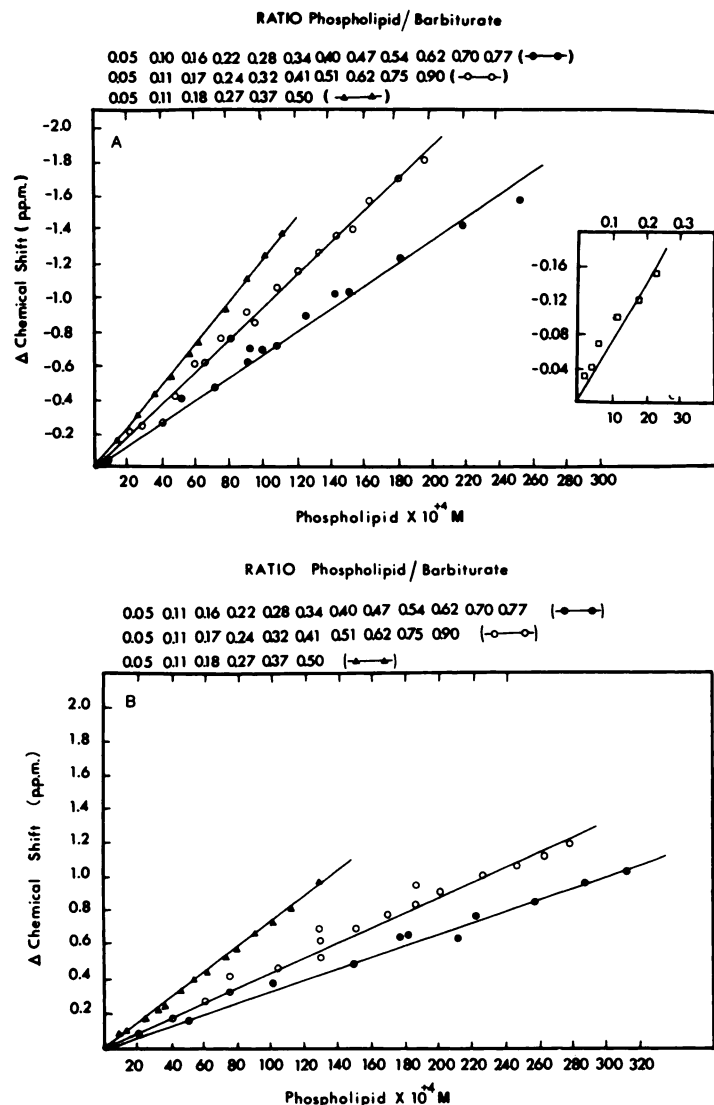 RATIO Phospholipid/Barbiturate
0.05 0.10 0.16 0.22 0.28 0.34 0.40 0.47 0.54 0.62 0.70 0.77 (—●—●—)
0.05 0.11 0.17 0.24 0.32 0.41 0.51 0.62 0.75 0.90 (—○—○—)
0.05 0.11 0.18 0.27 0.37 0.50 (—▲—▲—)
A
Δ Chemical Shift (p.p.m.)
-2.0
-1.8
-1.6
-1.4
-1.2
-1.0
-0.8
-0.6
-0.4
-0.2
0.1 0.2 0.3
-0.16
-0.12
-0.08
-0.04
10 20 30
20 40 60 80 100 120 140 160 180 200 220 240 260 280 300
Phospholipid X 10⁺⁴ M
RATIO Phospholipid/Barbiturate
0.05 0.11 0.16 0.22 0.28 0.34 0.40 0.47 0.54 0.62 0.70 0.77 (—●—●—)
0.05 0.11 0.17 0.24 0.32 0.41 0.51 0.62 0.75 0.90 (—○—○—)
0.05 0.11 0.18 0.27 0.37 0.50 (—▲—▲—)
B
Δ Chemical Shift (p.p.m.)
2.0
1.8
1.6
1.4
1.2
1.0
0.8
0.6
0.4
0.2
20 40 60 80 100 120 140 160 180 200 220 240 260 280 300 320
Phospholipid X 10⁺⁴ M